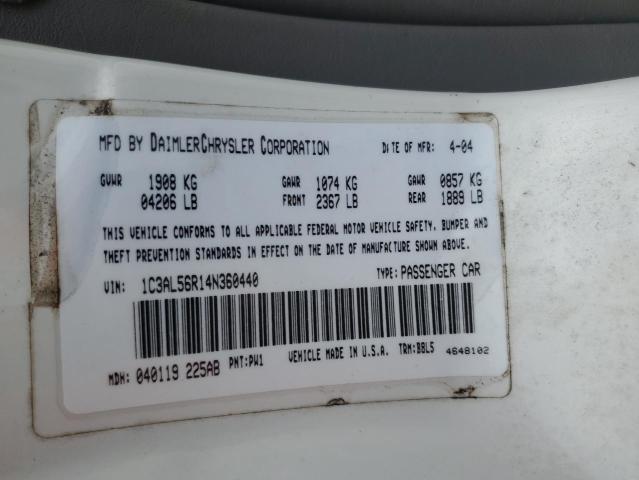 MFD BY DAIMLERCHRYSLER CORPORATION DATE OF MFR: 4-04
GVWR 1908 KG GAWR 1074 KG GAWR 0857 KG
04206 LB FRONT 2367 LB REAR 1889 LB
THIS VEHICLE CONFORMS TO ALL APPLICABLE FEDERAL MOTOR VEHICLE SAFETY, BUMPER AND
THEFT PREVENTION STANDARDS IN EFFECT ON THE DATE OF MANUFACTURE SHOWN ABOVE.
VIN: 1C3AL56R14N360440 TYPE: PASSENGER CAR
MDH: 040119 225AB PNT: PW1 VEHICLE MADE IN U.S.A. TRM: BBL5 4648102